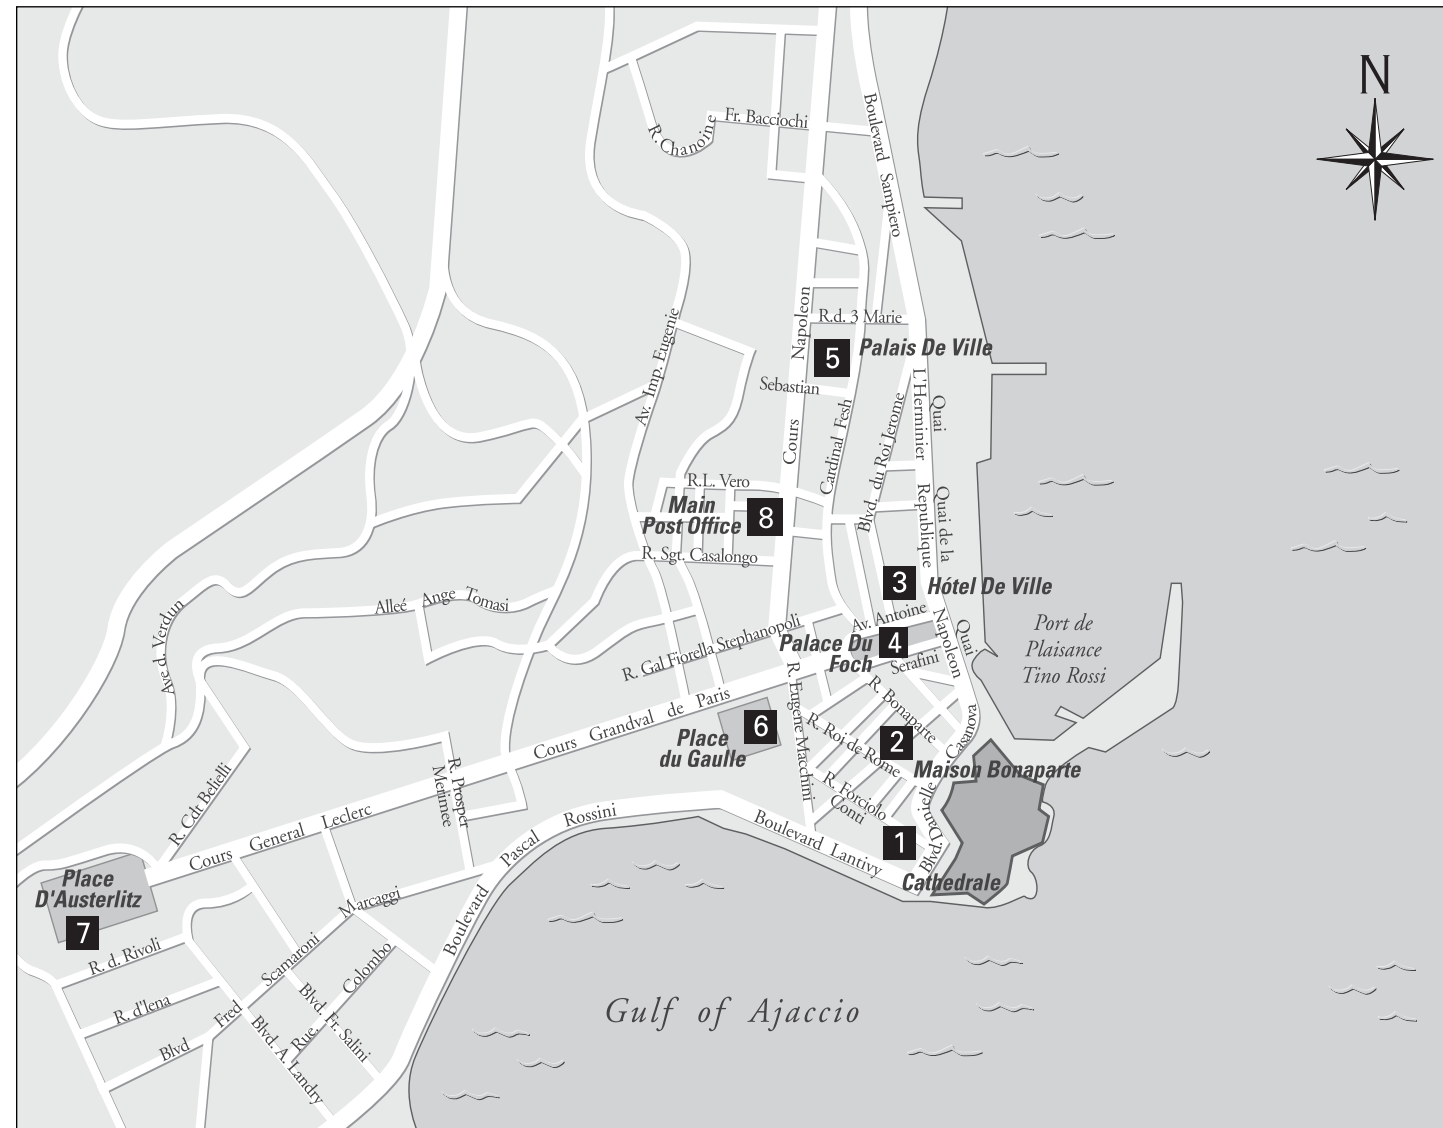 N
Fr. Bacciochi
R. Chanoine
Boulevard Sampiero
Napoleon
R.d. 3 Marie
5
Palais De Ville
Av. Imp. Eugenie
Sebastian
L'Herminier
Quai
Cours
Cardinal Fesh
Blvd. du Roi Jerome
R.L. Vero
Main
Post Office
8
Republique
Quai de la
R. Sgt. Casalongo
3
Hótel De Ville
Alleé Ange Tomasi
Ave d. Verdun
Av. Antoine
Napoleon
Quai
Port de
Plaisance
Tino Rossi
R. Gal Fiorella Stephanopoli
Palace Du
Foch
4
Serafini
R. Eugene Macchini
R. Bonaparte
Cours Grandval de Paris
6
Place
du Gaulle
R. Roi de Rome
2
Casanova
Maison Bonaparte
R. Prosper
Merimee
R. Cdt Belielli
R. Forciolo
Conti
Blvd. Danielle
Cours General Leclerc
Boulevard Pascal Rossini
Boulevard Lantivy
1
Cathedrale
Place
D'Austerlitz
7
Marcaggi
R. d. Rivoli
Blvd Fred Scamaroni
Rue. Colombo
R. d'lena
Blvd. Fr. Salini
Blvd. A. Landry
Gulf of Ajaccio